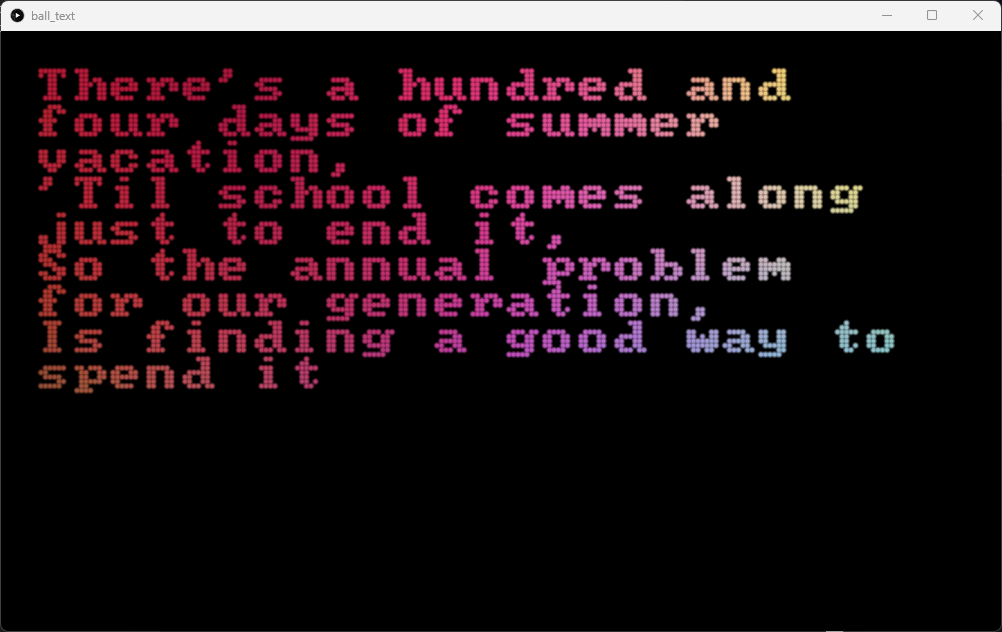 ball_text
There's a hundred and
four days of summer
vacation,
'Til school comes along
just to end it,
So the annual problem
for our generation,
Is finding a good way to
spend it